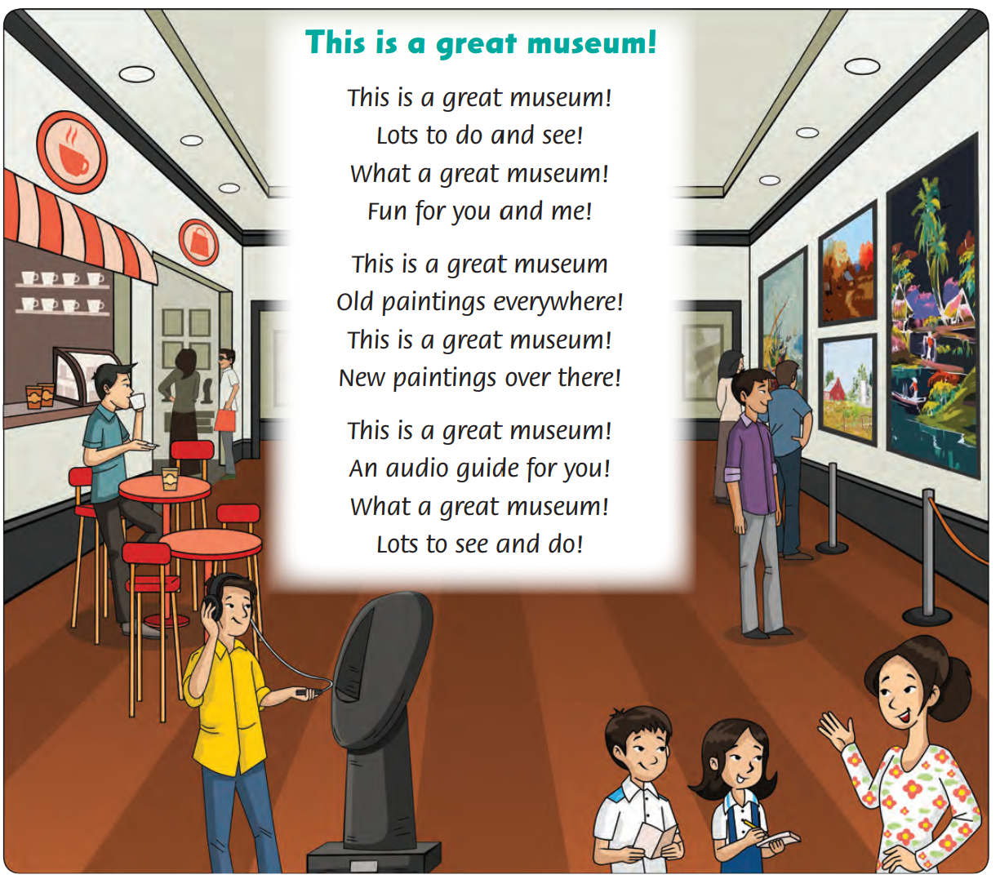 This is a great museum!
This is a great museum!
Lots to do and see!
What a great museum!
Fun for you and me!
This is a great museum
Old paintings everywhere!
This is a great museum!
New paintings over there!
This is a great museum!
An audio guide for you!
What a great museum!
Lots to see and do!